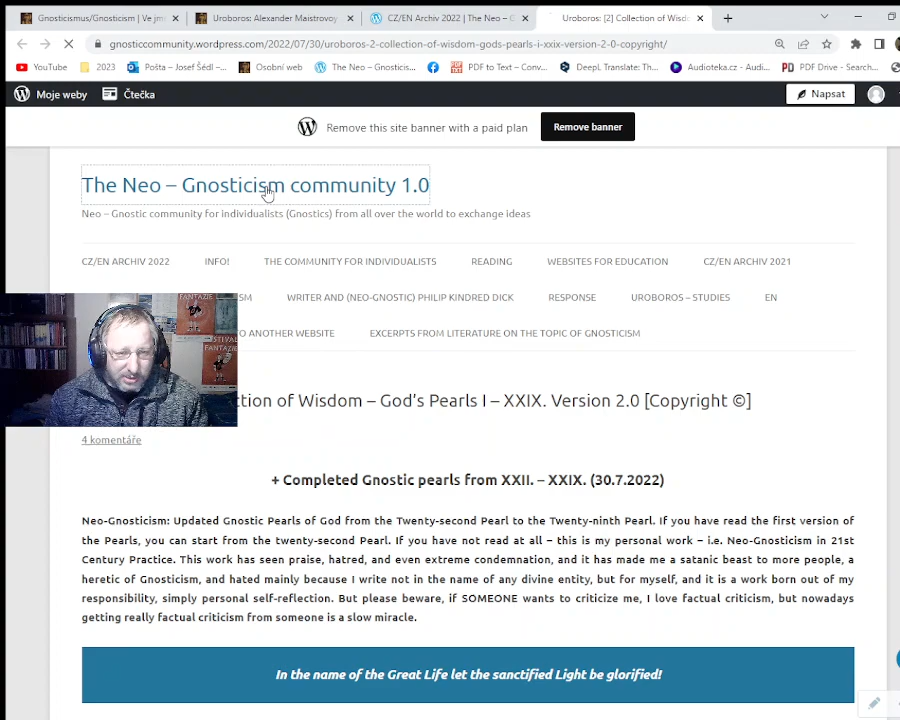 Gnosticismus/Gnosticism | Ve jm
Uroboros: Alexander Maistrovoy
CZ/EN Archiv 2022 | The Neo – G
Uroboros: [2] Collection of Wisd
gnosticcommunity.wordpress.com/2022/07/30/uroboros-2-collection-of-wisdom-gods-pearls-i-xxix-version-2-0-copyright/
YouTube 2023 Pošta – Josef Šedl... Osobní web The Neo – Gnosticis... PDF to Text – Conv... DeepL Translate: Th... Audioteka.cz - Audi... PDF Drive - Search...
Moje weby Čtečka Napsat
Remove this site banner with a paid plan Remove banner
The Neo – Gnosticism community 1.0
Neo – Gnostic community for individualists (Gnostics) from all over the world to exchange ideas
CZ/EN ARCHIV 2022 INFO! THE COMMUNITY FOR INDIVIDUALISTS READING WEBSITES FOR EDUCATION CZ/EN ARCHIV 2021
SM WRITER AND (NEO-GNOSTIC) PHILIP KINDRED DICK RESPONSE UROBOROS – STUDIES EN
O ANOTHER WEBSITE EXCERPTS FROM LITERATURE ON THE TOPIC OF GNOSTICISM
FANTAZIE
FESTIVAL
FANTAZIE
ction of Wisdom – God's Pearls I – XXIX. Version 2.0 [Copyright ©]
4 komentáře
+ Completed Gnostic pearls from XXII. – XXIX. (30.7.2022)
Neo-Gnosticism: Updated Gnostic Pearls of God from the Twenty-second Pearl to the Twenty-ninth Pearl. If you have read the first version of
the Pearls, you can start from the twenty-second Pearl. If you have not read at all – this is my personal work – i.e. Neo-Gnosticism in 21st
Century Practice. This work has seen praise, hatred, and even extreme condemnation, and it has made me a satanic beast to more people, a
heretic of Gnosticism, and hated mainly because I write not in the name of any divine entity, but for myself, and it is a work born out of my
responsibility, simply personal self-reflection. But please beware, if SOMEONE wants to criticize me, I love factual criticism, but nowadays
getting really factual criticism from someone is a slow miracle.
In the name of the Great Life let the sanctified Light be glorified!